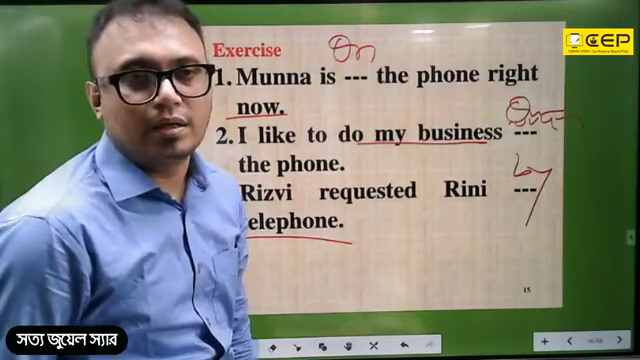 Exercise
on
1. Munna is --- the phone right
now.
2. I like to do my business ---
the phone.
Rizvi requested Rini ---
elephone.
by
15
CEP
সত্য জুয়েল স্যার